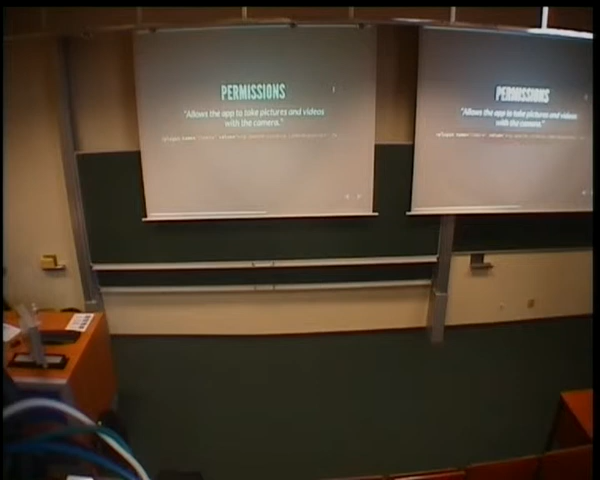 PERMISSIONS
"Allows the app to take pictures and videos
with the camera."
PERMISSIONS
"Allows the app to take pictures and videos
with the camera."